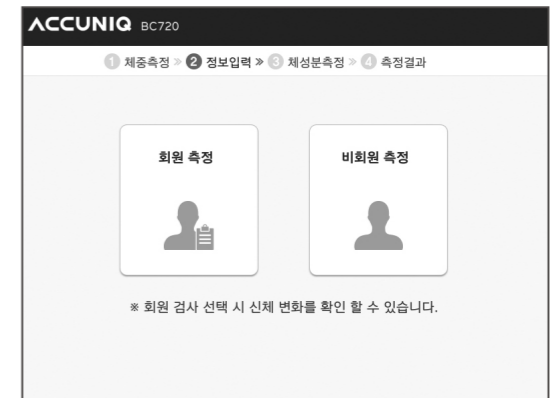 ACCUNIQ BC720
1 체중측정 » 2 정보입력 » 3 체성분측정 » 4 측정결과
회원 측정
비회원 측정
※ 회원 검사 선택 시 신체 변화를 확인 할 수 있습니다.